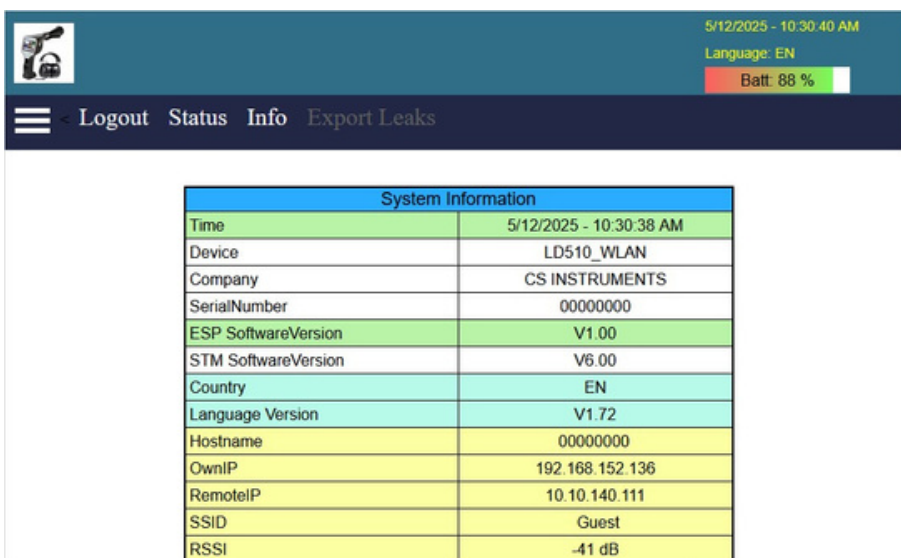 5/12/2025 - 10:30:40 AM
Language: EN
Batt: 88 %
< Logout Status Info Export Leaks
System Information
Time 5/12/2025 - 10:30:38 AM
Device LD510_WLAN
Company CS INSTRUMENTS
SerialNumber 00000000
ESP SoftwareVersion V1.00
STM SoftwareVersion V6.00
Country EN
Language Version V1.72
Hostname 00000000
OwnIP 192.168.152.136
RemoteIP 10.10.140.111
SSID Guest
RSSI -41 dB